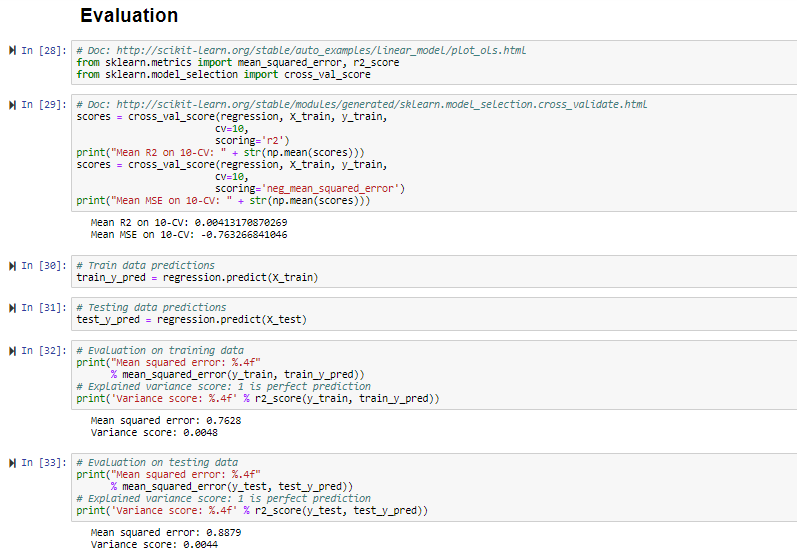 Evaluation
In [28]: # Doc: http://scikit-learn.org/stable/auto_examples/linear_model/plot_ols.html
from sklearn.metrics import mean_squared_error, r2_score
from sklearn.model_selection import cross_val_score
In [29]: # Doc: http://scikit-learn.org/stable/modules/generated/sklearn.model_selection.cross_validate.html
scores = cross_val_score(regression, X_train, y_train,
cv=10,
scoring='r2')
print("Mean R2 on 10-CV: " + str(np.mean(scores)))
scores = cross_val_score(regression, X_train, y_train,
cv=10,
scoring='neg_mean_squared_error')
print("Mean MSE on 10-CV: " + str(np.mean(scores)))
Mean R2 on 10-CV: 0.00413170870269
Mean MSE on 10-CV: -0.763266841046
In [30]: # Train data predictions
train_y_pred = regression.predict(X_train)
In [31]: # Testing data predictions
test_y_pred = regression.predict(X_test)
In [32]: # Evaluation on training data
print("Mean squared error: %.4f"
% mean_squared_error(y_train, train_y_pred))
# Explained variance score: 1 is perfect prediction
print('Variance score: %.4f' % r2_score(y_train, train_y_pred))
Mean squared error: 0.7628
Variance score: 0.0048
In [33]: # Evaluation on testing data
print("Mean squared error: %.4f"
% mean_squared_error(y_test, test_y_pred))
# Explained variance score: 1 is perfect prediction
print('Variance score: %.4f' % r2_score(y_test, test_y_pred))
Mean squared error: 0.8879
Variance score: 0.0044